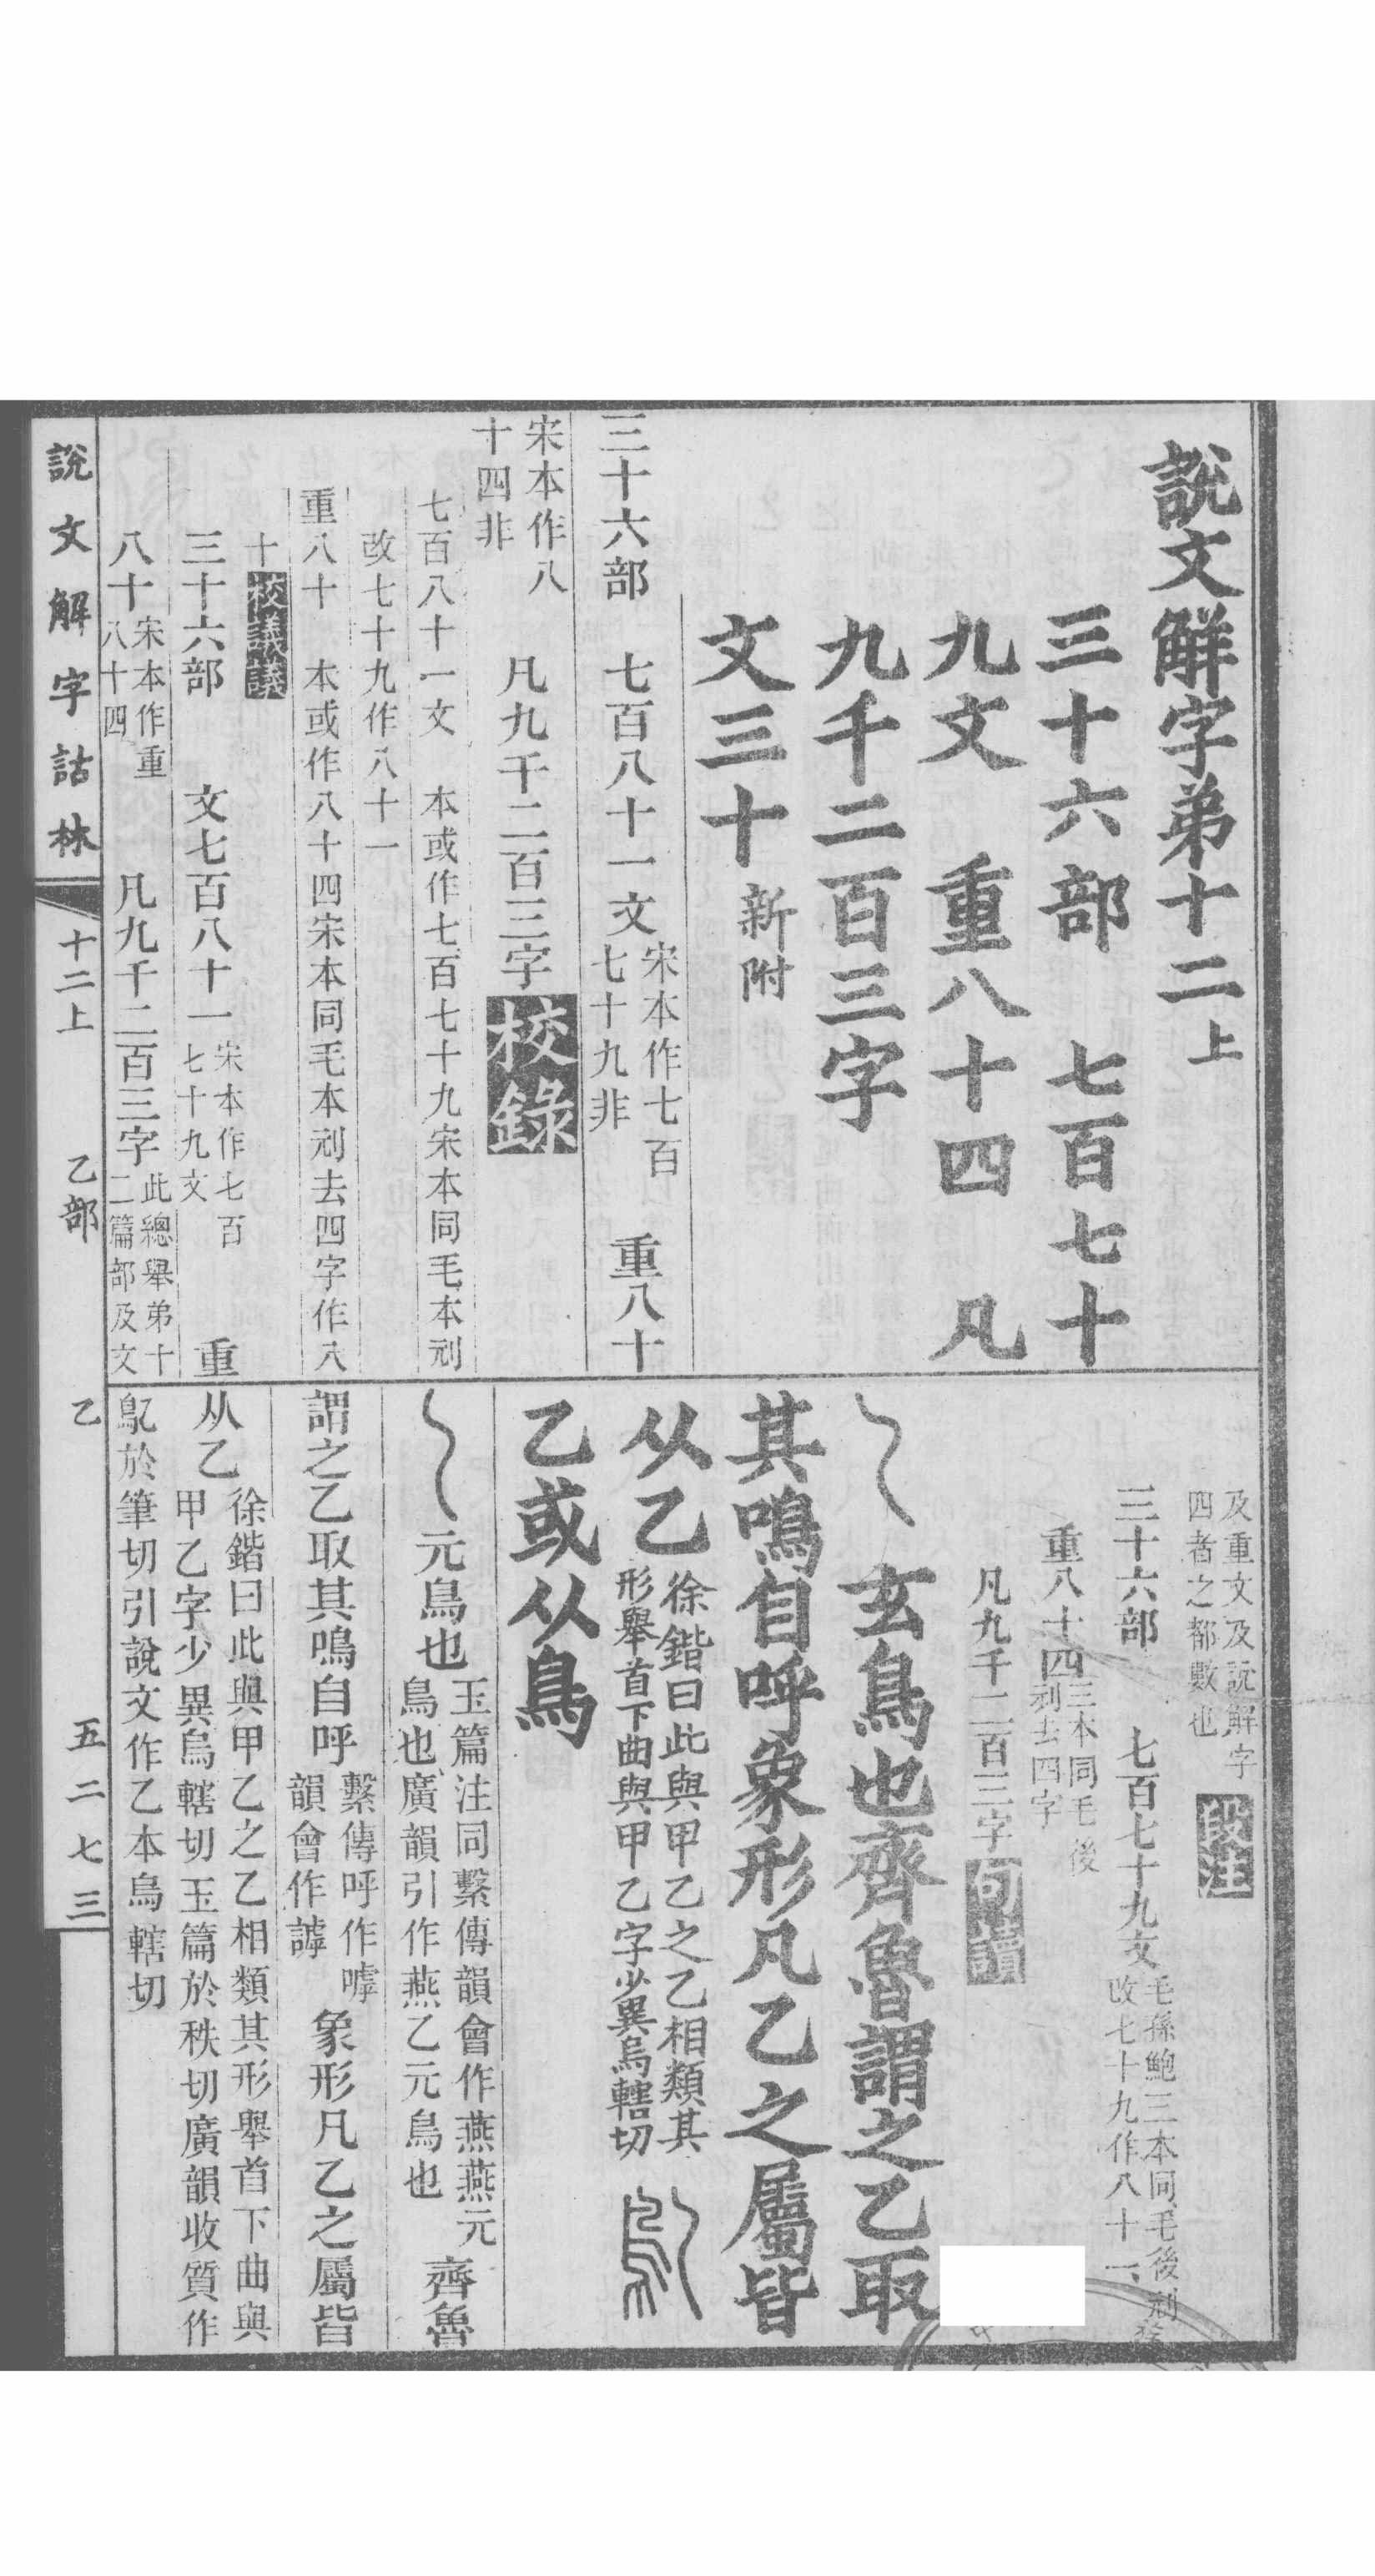 說文解字弟十二上
三十六部　七百七十
九文　重八十四　凡
九千二百三字
文三十新附
三十六部　七百八十一文宋本作七百七十九非　重八十
宋本作八十四非　凡九千二百三字校錄
七百八十一文　本或作七百七十九宋本同毛本剜
改七十九作八十一
重八十　本或作八十四宋本同毛本剜去四字作八
十校議議
三十六部　文七百八十一宋本作七百七十九文　重
八十宋本作重八十四　凡九千二百三字此總舉弟十二篇部及文
及重文及說解字四者之都數也段注
三十六部　七百七十九文毛孫鮑三本同毛後剜改七十九作八十一
重八十四三本同毛後剜去四字
凡九千二百三字句讀
玄鳥也齊魯謂之乙取
其鳴自呼象形凡乙之屬皆
从乙徐鍇曰此與甲乙之乙相類其形舉首下曲與甲乙字少異烏轄切
乙或从鳥
元鳥也玉篇注同繫傳韻會作燕燕元鳥也廣韻引作燕乙元鳥也　齊魯
謂之乙取其鳴自呼繫傳呼作嘑韻會作謼　象形凡乙之屬皆
从乙徐鍇曰此與甲乙之乙相類其形舉首下曲與甲乙字少異烏轄切玉篇於秩切廣韻收質作
鳦於筆切引說文作乙本烏轄切
說文解字詁林　十二上　乙部　乙　五二七三